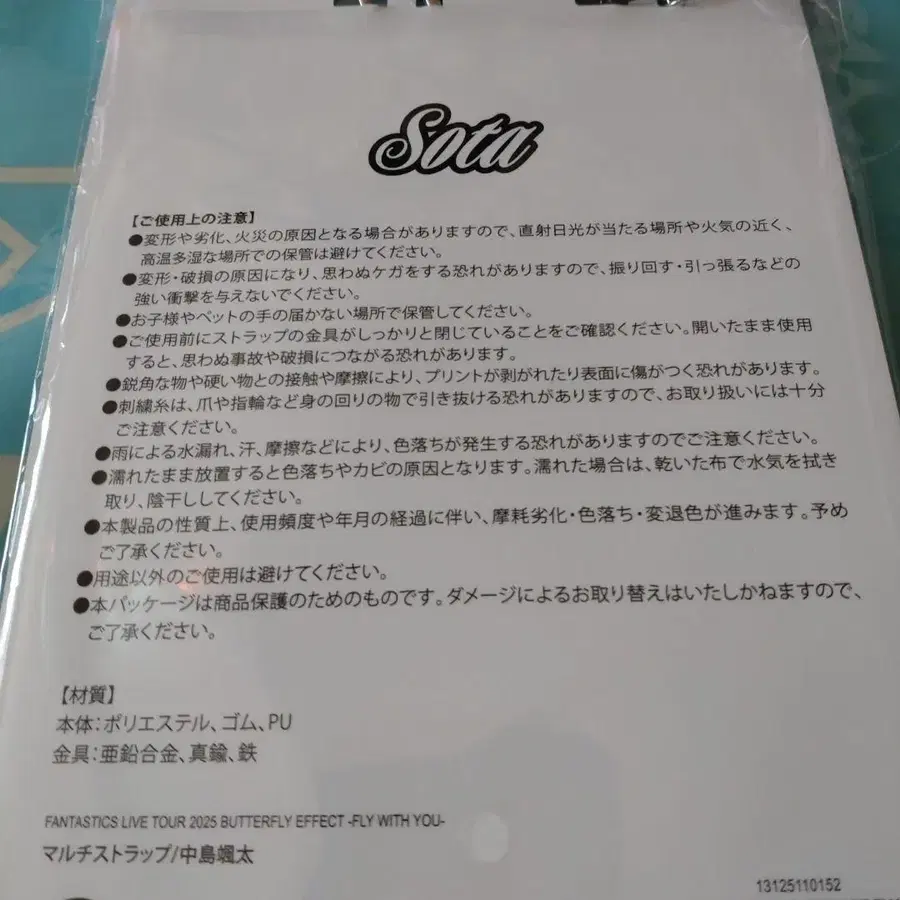 Sota
【ご使用上の注意】
●変形や劣化、火災の原因となる場合がありますので、直射日光が当たる場所や火気の近く、
高温多湿な場所での保管は避けてください。
●変形・破損の原因になり、思わぬケガをする恐れがありますので、振り回す・引っ張るなどの
強い衝撃を与えないでください。
●お子様やペットの手の届かない場所で保管してください。
●ご使用前にストラップの金具がしっかりと閉じていることをご確認ください。開いたまま使用
すると、思わぬ事故や破損につながる恐れがあります。
●鋭角な物や硬い物との接触や摩擦により、プリントが剥がれたり表面に傷がつく恐れがあります。
●刺繍糸は、爪や指輪など身の回りの物で引き抜ける恐れがありますので、お取り扱いには十分
ご注意ください。
●雨による水漏れ、汗、摩擦などにより、色落ちが発生する恐れがありますのでご注意ください。
●濡れたまま放置すると色落ちやカビの原因となります。濡れた場合は、乾いた布で水気を拭き
取り、陰干ししてください。
●本製品の性質上、使用頻度や年月の経過に伴い、摩耗劣化・色落ち・変退色が進みます。予め
ご了承ください。
●用途以外のご使用は避けてください。
●本パッケージは商品保護のためのものです。ダメージによるお取り替えはいたしかねますので、
ご了承ください。
【材質】
本体：ポリエステル、ゴム、PU
金具：亜鉛合金、真鍮、鉄
FANTASTICS LIVE TOUR 2025 BUTTERFLY EFFECT -FLY WITH YOU-
マルチストラップ/中島颯太
13125110152